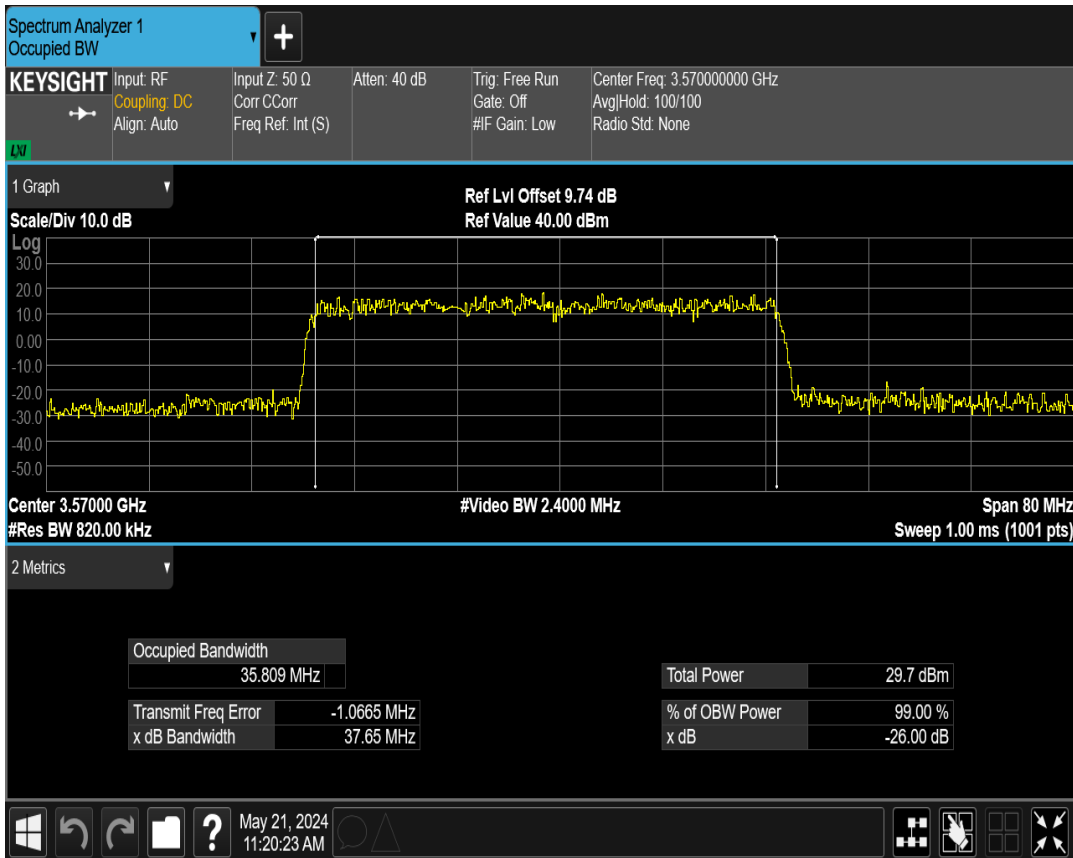 Spectrum Analyzer 1
Occupied BW
+
KEYSIGHT
LXI
Input: RF
Coupling: DC
Align: Auto
Input Z: 50 Ω
Corr CCorr
Freq Ref: Int (S)
Atten: 40 dB
Trig: Free Run
Gate: Off
#IF Gain: Low
Center Freq: 3.570000000 GHz
Avg|Hold: 100/100
Radio Std: None
1 Graph
Scale/Div 10.0 dB
Ref Lvl Offset 9.74 dB
Ref Value 40.00 dBm
Log
30.0
20.0
10.0
0.00
-10.0
-20.0
-30.0
-40.0
-50.0
Center 3.57000 GHz
#Video BW 2.4000 MHz
Span 80 MHz
#Res BW 820.00 kHz
Sweep 1.00 ms (1001 pts)
2 Metrics
Occupied Bandwidth
35.809 MHz
Total Power 29.7 dBm
Transmit Freq Error -1.0665 MHz
% of OBW Power 99.00 %
x dB Bandwidth 37.65 MHz
x dB -26.00 dB
?
May 21, 2024
11:20:23 AM